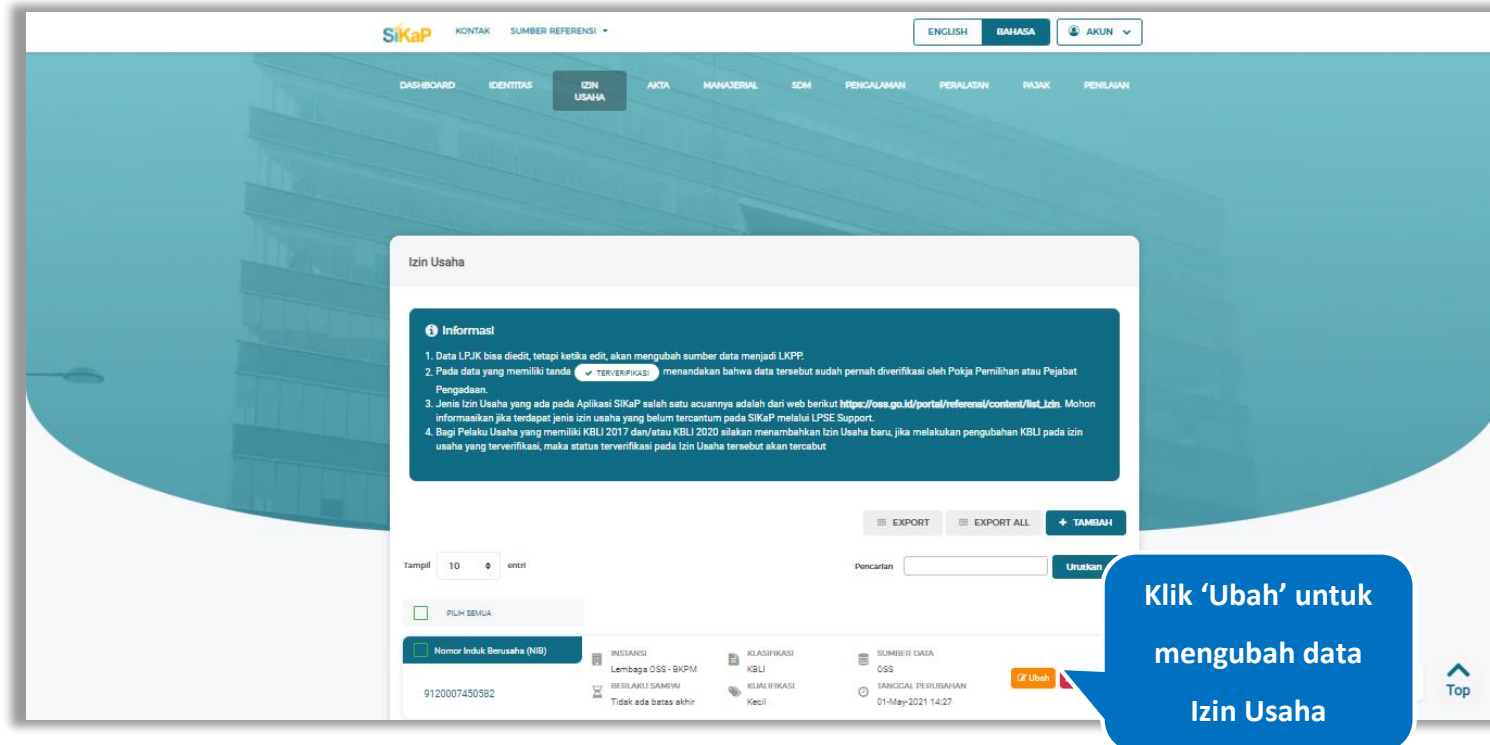 SiKaP KONTAK SUMBER REFERENSI ENGLISH BAHASA AKUN
DASHBOARD IDENTITAS IZIN USAHA AKTA MANAJERIAL SDM PENGALAMAN PERALATAN PAJAK PENILAIAN
Izin Usaha
Informasi
1. Data LPJK bisa diedit, tetapi ketika edit, akan mengubah sumber data menjadi LKPP.
2. Pada data yang memiliki tanda TERVERIFIKASI menandakan bahwa data tersebut sudah pernah diverifikasi oleh Pokja Pemilihan atau Pejabat
Pengadaan.
3. Jenis Izin Usaha yang ada pada Aplikasi SIKaP salah satu acuannya adalah dari web berikut https://oss.go.id/portal/referensi/content/list_izin. Mohon
informasikan jika terdapat jenis izin usaha yang belum tercantum pada SIKaP melalui LPSE Support.
4. Bagi Pelaku Usaha yang memiliki KBLI 2017 dan/atau KBLI 2020 silakan menambahkan Izin Usaha baru, jika melakukan pengubahan KBLI pada izin
usaha yang terverifikasi, maka status terverifikasi pada Izin Usaha tersebut akan tercabut
EXPORT EXPORT ALL + TAMBAH
Tampil 10 entri Pencarian Urutkan
PILIH SEMUA
Nomor Induk Berusaha (NIB)
9120007450582
INSTANSI
Lembaga OSS - BKPM
BERLAKU SAMPAI
Tidak ada batas akhir
KLASIFIKASI
KBLI
KUALIFIKASI
Kecil
SUMBER DATA
OSS
TANGGAL PERUBAHAN
01-May-2021 14:27
Ubah
Klik ‘Ubah’ untuk
mengubah data
Izin Usaha
Top